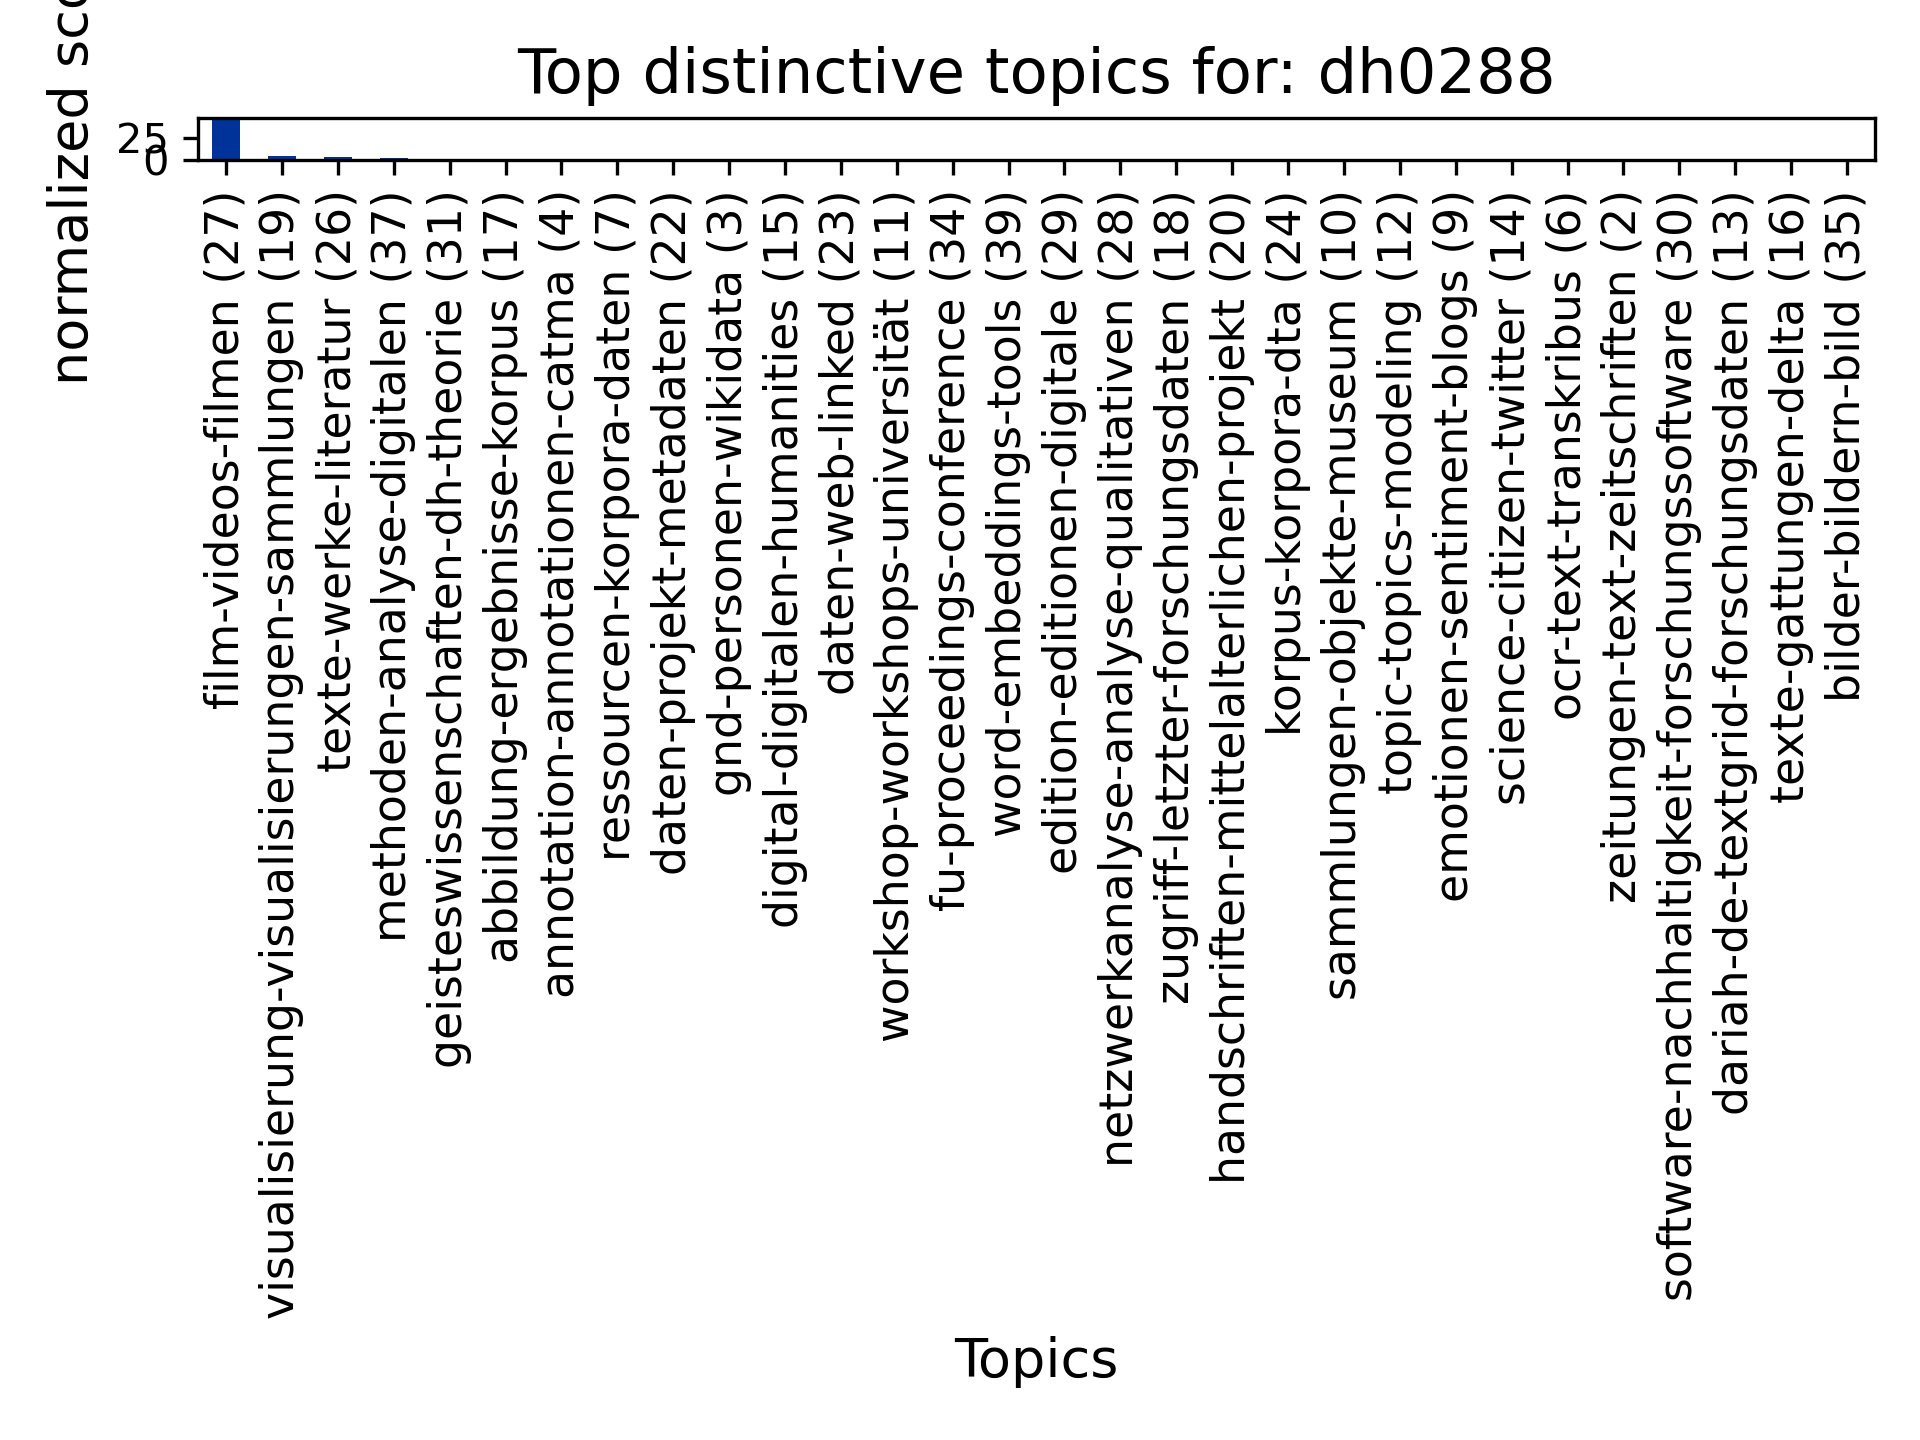 Top distinctive topics for: dh0288
normalized
25
0
film-videos-filmen (27)
visualisierung-visualisierungen-sammlungen (19)
texte-werke-literatur (26)
methoden-analyse-digitalen (37)
geisteswissenschaften-dh-theorie (31)
abbildung-ergebnisse-korpus (17)
annotation-annotationen-catma (4)
ressourcen-korpora-daten (7)
daten-projekt-metadaten (22)
gnd-personen-wikidata (3)
digital-digitalen-humanities (15)
daten-web-linked (23)
workshop-workshops-universität (11)
fu-proceedings-conference (34)
word-embeddings-tools (39)
edition-editionen-digitale (29)
netzwerkanalyse-analyse-qualitativen (28)
zugriff-letzter-forschungsdaten (18)
handschriften-mittelalterlichen-projekt (20)
korpus-korpora-dta (24)
sammlungen-objekte-museum (10)
topic-topics-modeling (12)
emotionen-sentiment-blogs (9)
science-citizen-twitter (14)
ocr-text-transkribus (6)
zeitungen-text-zeitschriften (2)
software-nachhaltigkeit-forschungssoftware (30)
dariah-de-textgrid-forschungsdaten (13)
texte-gattungen-delta (16)
bilder-bildern-bild (35)
Topics